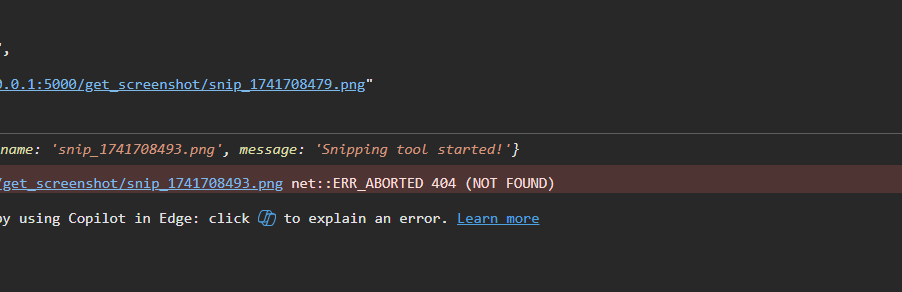 ',
0.0.1:5000/get_screenshot/snip_1741708479.png"
name: 'snip_1741708493.png', message: 'Snipping tool started!'}
/get_screenshot/snip_1741708493.png net::ERR_ABORTED 404 (NOT FOUND)
by using Copilot in Edge: click to explain an error. Learn more